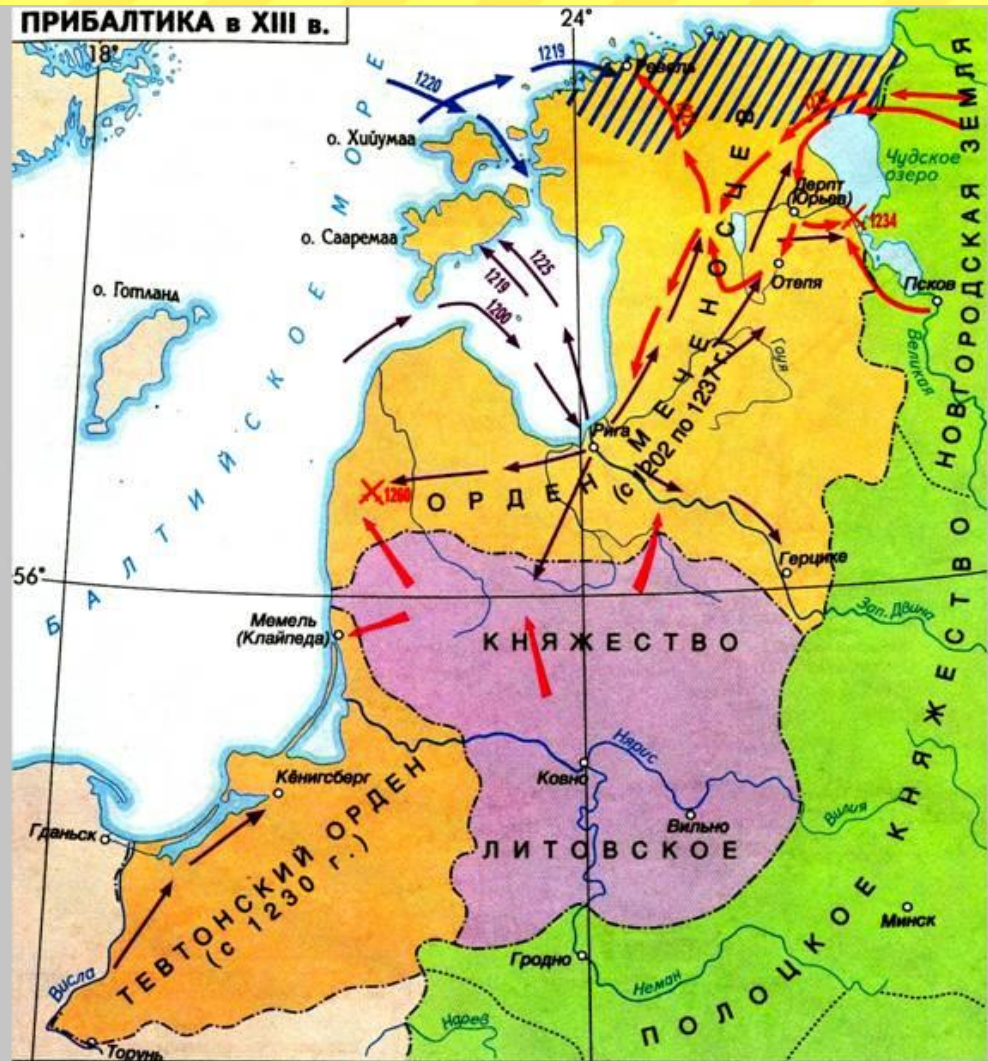 ПРИБАЛТИКА в XIII в.
18°
24°
БАЛТИЙСКОЕ МОРЕ
1220
1219
Ревель
о. Хийумаа
о. Сааремаа
о. Готланд
1225
1219
1200
Чудское
озеро
Дерпт
(Юрьев)
1234
Отепя
Псков
Великая
НОВГОРОДСКАЯ ЗЕМЛЯ
Гауя
Рига
ОРДЕН МЕЧЕНОСЦЕВ
(с 1202 по 1237 г.)
1260
Герцике
56°
Зап. Двина
Мемель
(Клайпеда)
КНЯЖЕСТВО
ЛИТОВСКОЕ
Нярис
Ковно
Вильно
Вилия
Кёнигсберг
Гданьск
ТЕВТОНСКИЙ ОРДЕН
(с 1230 г.)
Висла
Торунь
Гродно
Неман
Нарев
Минск
ПОЛОЦКОЕ КНЯЖЕСТВО